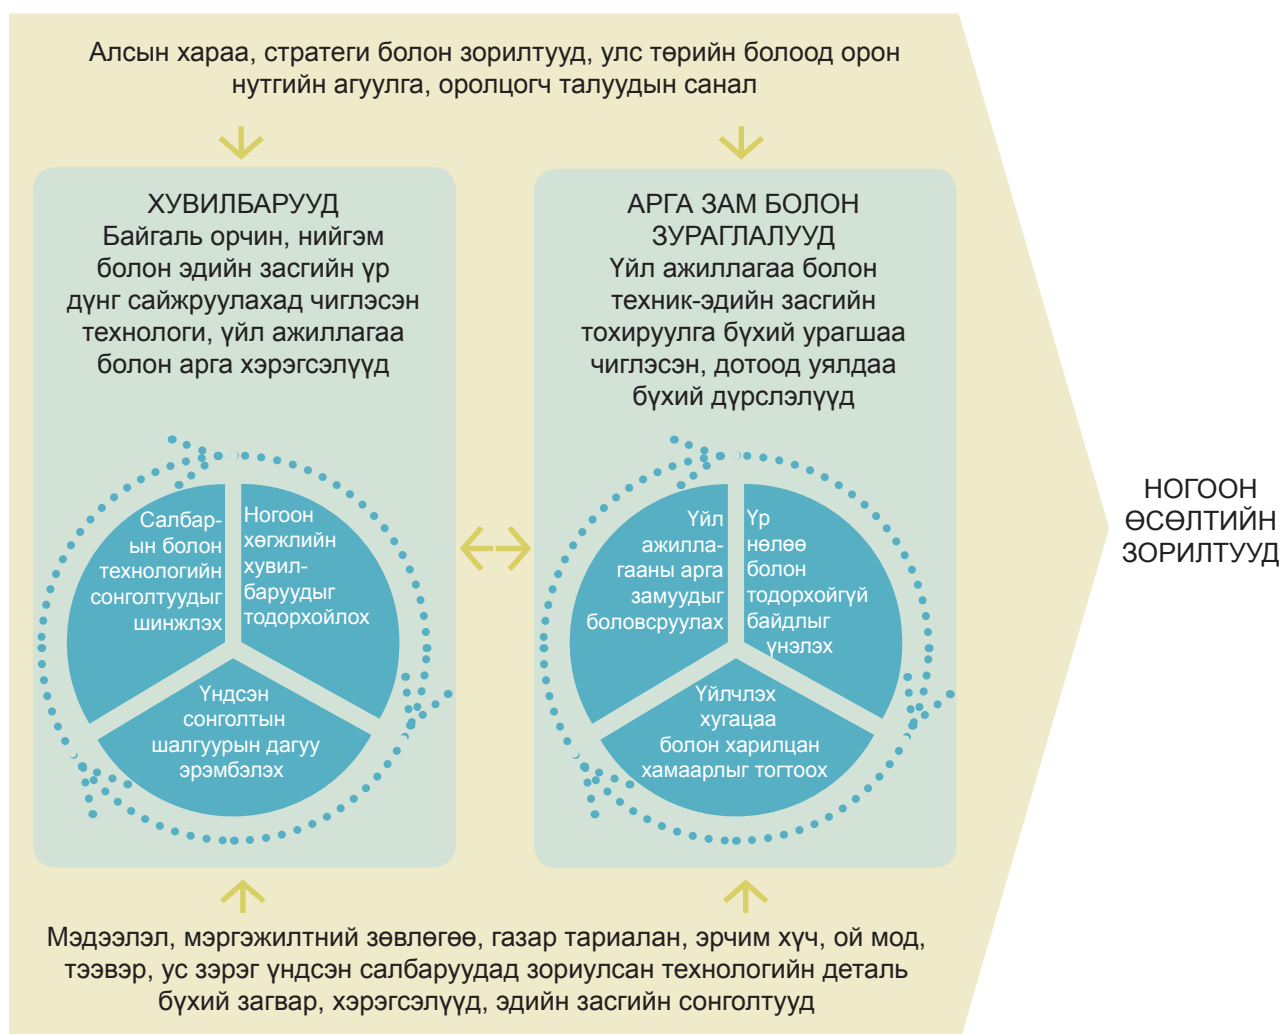 Алсын хараа, стратеги болон зорилтууд, улс төрийн болоод орон
нутгийн агуулга, оролцогч талуудын санал
ХУВИЛБАРУУД
Байгаль орчин, нийгэм
болон эдийн засгийн үр
дүнг сайжруулахад чиглэсэн
технологи, үйл ажиллагаа
болон арга хэрэгсэлүүд
Салбар-
ын болон
технологийн
сонголтуудыг
шинжлэх
Ногоон
хөгжлийн
хувил-
баруудыг
тодорхойлох
Үндсэн
сонголтын
шалгуурын дагуу
эрэмбэлэх
АРГА ЗАМ БОЛОН
ЗУРАГЛАЛУУД
Үйл ажиллагаа болон
техник-эдийн засгийн
тохируулга бүхий урагшаа
чиглэсэн, дотоод уялдаа
бүхий дүрслэлүүд
Үйл
ажилла-
гааны арга
замуудыг
боловсруулах
Үр
нөлөө
болон
тодорхойгүй
байдлыг
үнэлэх
Үйлчлэх
хугацаа
болон харилцан
хамаарлыг тогтоох
НОГООН
ӨСӨЛТИЙН
ЗОРИЛТУУД
Мэдээлэл, мэргэжилтний зөвлөгөө, газар тариалан, эрчим хүч, ой мод,
тээвэр, ус зэрэг үндсэн салбаруудад зориулсан технологийн деталь
бүхий загвар, хэрэгсэлүүд, эдийн засгийн сонголтууд